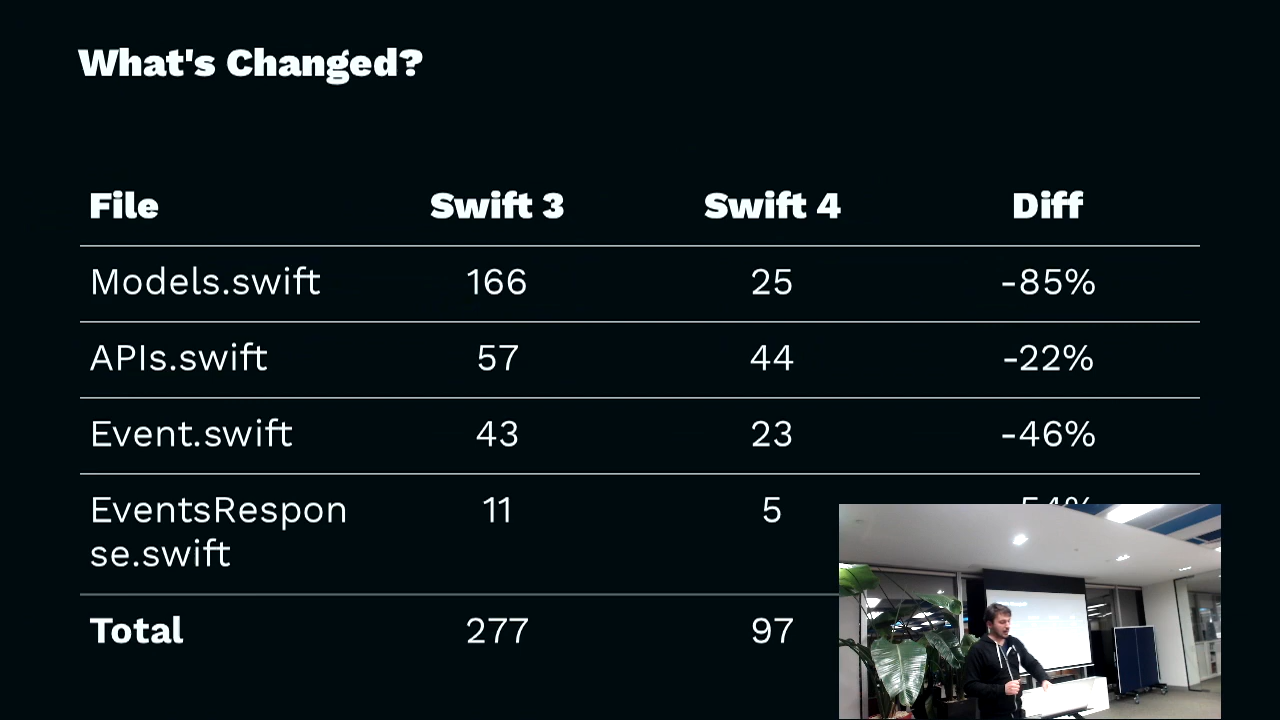 What's Changed?
File Swift 3 Swift 4 Diff
Models.swift 166 25 -85%
APIs.swift 57 44 -22%
Event.swift 43 23 -46%
EventsRespon 11 5 -54%
se.swift
Total 277 97